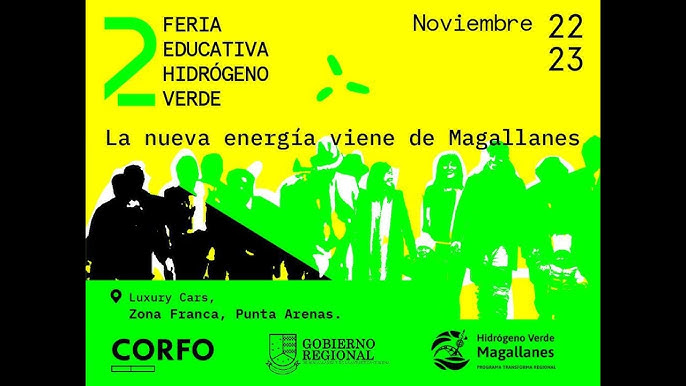 2 FERIA
EDUCATIVA
HIDRÓGENO
VERDE
Noviembre 22
23
La nueva energía viene de Magallanes
Luxury Cars,
Zona Franca, Punta Arenas.
CORFO
GOBIERNO
REGIONAL
Hidrógeno Verde
Magallanes
PROGRAMA TRANSFORMA REGIONAL